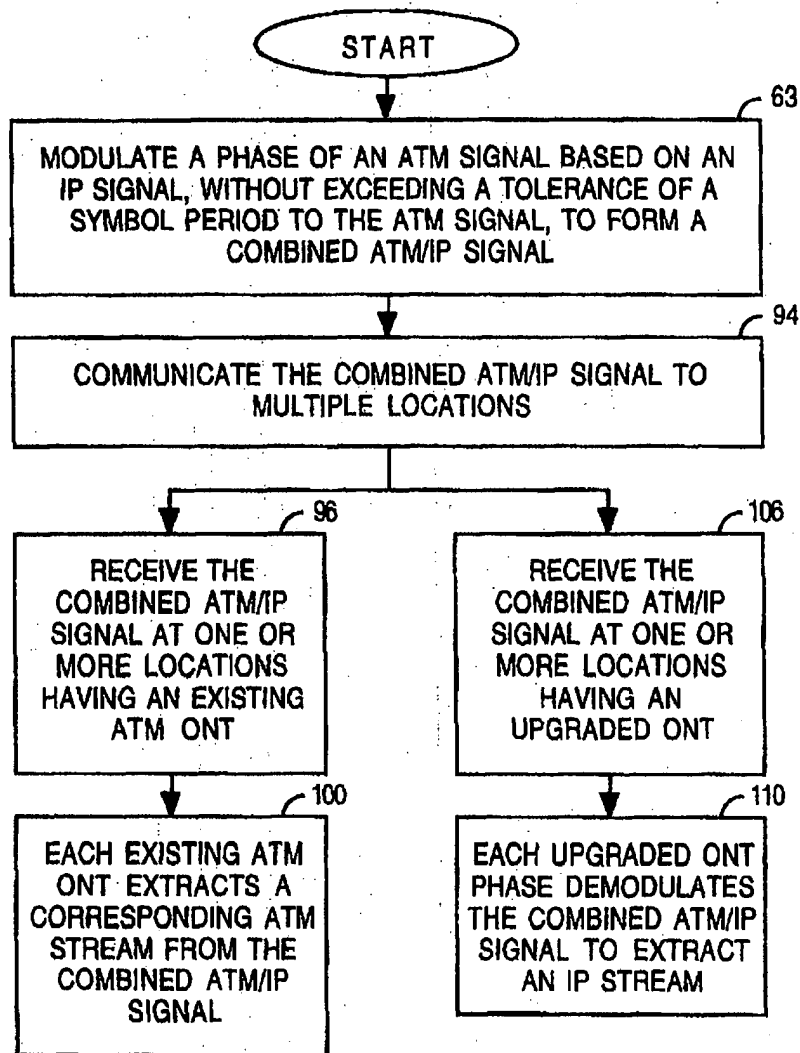 START
63
MODULATE A PHASE OF AN ATM SIGNAL BASED ON AN
IP SIGNAL, WITHOUT EXCEEDING A TOLERANCE OF A
SYMBOL PERIOD TO THE ATM SIGNAL, TO FORM A
COMBINED ATM/IP SIGNAL
94
COMMUNICATE THE COMBINED ATM/IP SIGNAL TO
MULTIPLE LOCATIONS
96
RECEIVE THE
COMBINED ATM/IP
SIGNAL AT ONE OR
MORE LOCATIONS
HAVING AN EXISTING
ATM ONT
106
RECEIVE THE
COMBINED ATM/IP
SIGNAL AT ONE OR
MORE LOCATIONS
HAVING AN
UPGRADED ONT
100
EACH EXISTING ATM
ONT EXTRACTS A
CORRESPONDING ATM
STREAM FROM THE
COMBINED ATM/IP
SIGNAL
110
EACH UPGRADED ONT
PHASE DEMODULATES
THE COMBINED ATM/IP
SIGNAL TO EXTRACT
AN IP STREAM